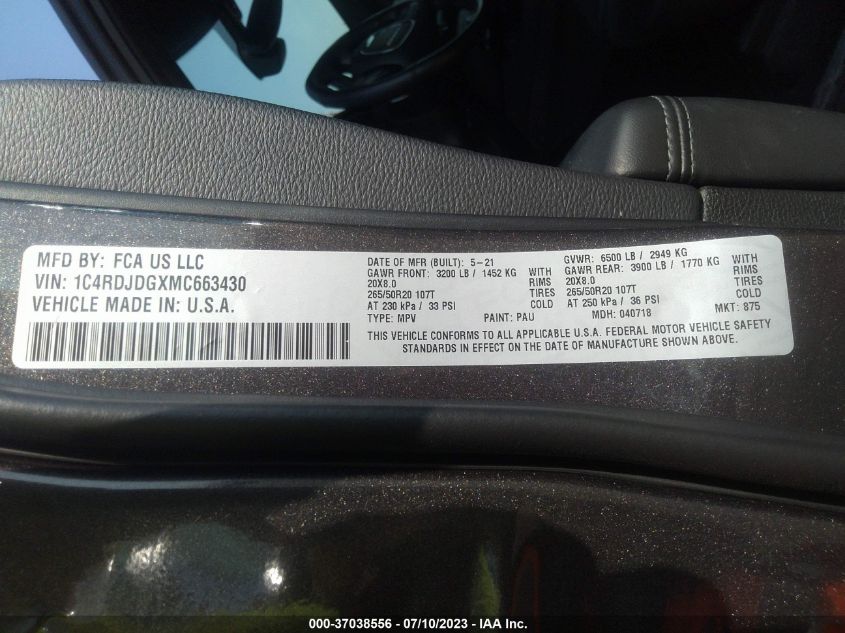 MFD BY: FCA US LLC
VIN: 1C4RDJDGXMC663430
VEHICLE MADE IN: U.S.A.
DATE OF MFR (BUILT): 5-21 GVWR: 6500 LB / 2949 KG
GAWR FRONT: 3200 LB / 1452 KG WITH GAWR REAR: 3900 LB / 1770 KG WITH
20X8.0 RIMS 20X8.0 RIMS
265/50R20 107T TIRES 265/50R20 107T TIRES
AT 230 kPa / 33 PSI COLD AT 250 kPa / 36 PSI COLD
TYPE: MPV PAINT: PAU MDH: 040718 MKT: 875
THIS VEHICLE CONFORMS TO ALL APPLICABLE U.S.A. FEDERAL MOTOR VEHICLE SAFETY
STANDARDS IN EFFECT ON THE DATE OF MANUFACTURE SHOWN ABOVE.
000-37038556 - 07/10/2023 - IAA Inc.